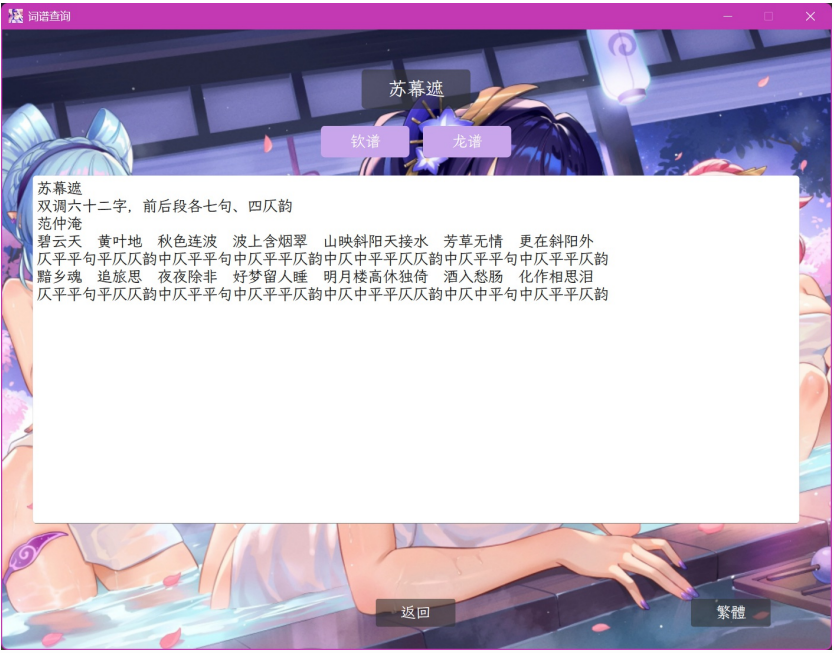 词谱查询
苏幕遮
钦谱 龙谱
苏幕遮
双调六十二字，前后段各七句、四仄韵
范仲淹
碧云天　黄叶地　秋色连波　波上含烟翠　山映斜阳天接水　芳草无情　更在斜阳外
仄平平句平仄仄韵中仄平平句中仄平平仄韵中仄中平平仄仄韵中仄平平句中仄平平仄韵
黯乡魂　追旅思　夜夜除非　好梦留人睡　明月楼高休独倚　酒入愁肠　化作相思泪
仄平平句平仄仄韵中仄平平句中仄平平仄韵中仄中平平仄仄韵中仄中平句中仄平平仄韵
返回
繁體